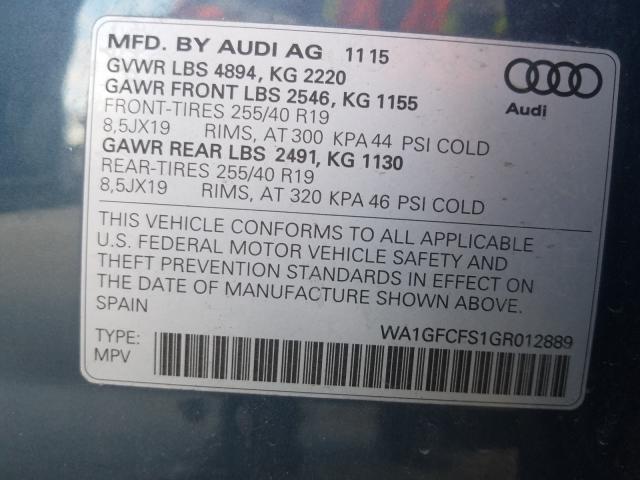 MFD. BY AUDI AG 11 15
GVWR LBS 4894, KG 2220
GAWR FRONT LBS 2546, KG 1155
FRONT-TIRES 255/40 R19
8,5JX19 RIMS, AT 300 KPA 44 PSI COLD
GAWR REAR LBS 2491, KG 1130
REAR-TIRES 255/40 R19
8,5JX19 RIMS, AT 320 KPA 46 PSI COLD
Audi
THIS VEHICLE CONFORMS TO ALL APPLICABLE
U.S. FEDERAL MOTOR VEHICLE SAFETY AND
THEFT PREVENTION STANDARDS IN EFFECT ON
THE DATE OF MANUFACTURE SHOWN ABOVE.
SPAIN
TYPE: WA1GFCFS1GR012889
MPV